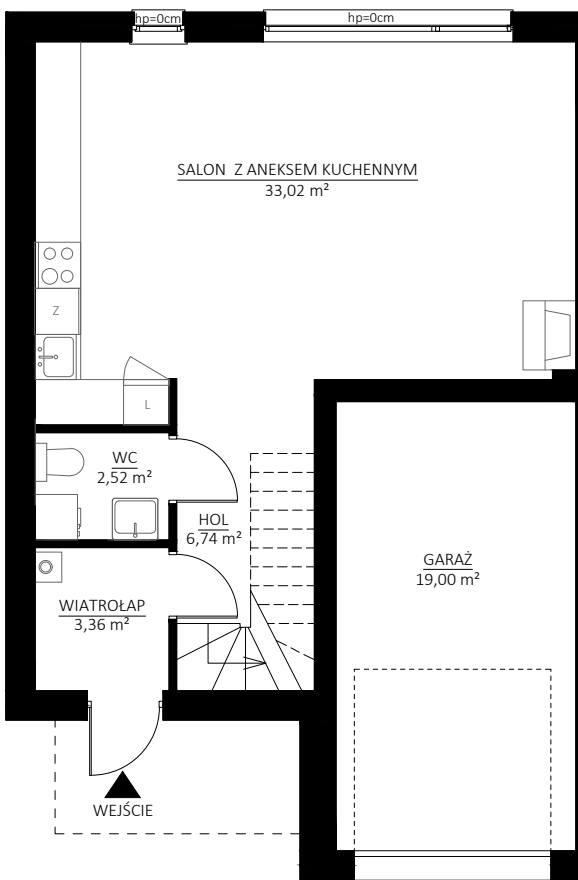 hp=0cm
hp=0cm
SALON Z ANEKSEM KUCHENNYM
33,02 m²
Z
L
WC
2,52 m²
HOL
6,74 m²
GARAŻ
19,00 m²
WIATROŁAP
3,36 m²
WEJŚCIE